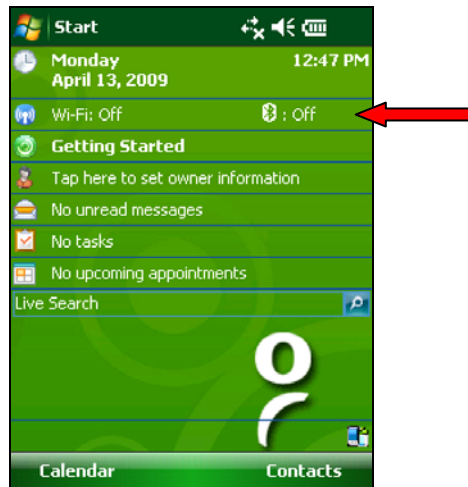 Start
Monday 12:47 PM
April 13, 2009
Wi-Fi: Off : Off
Getting Started
Tap here to set owner information
No unread messages
No tasks
No upcoming appointments
Live Search
Calendar Contacts